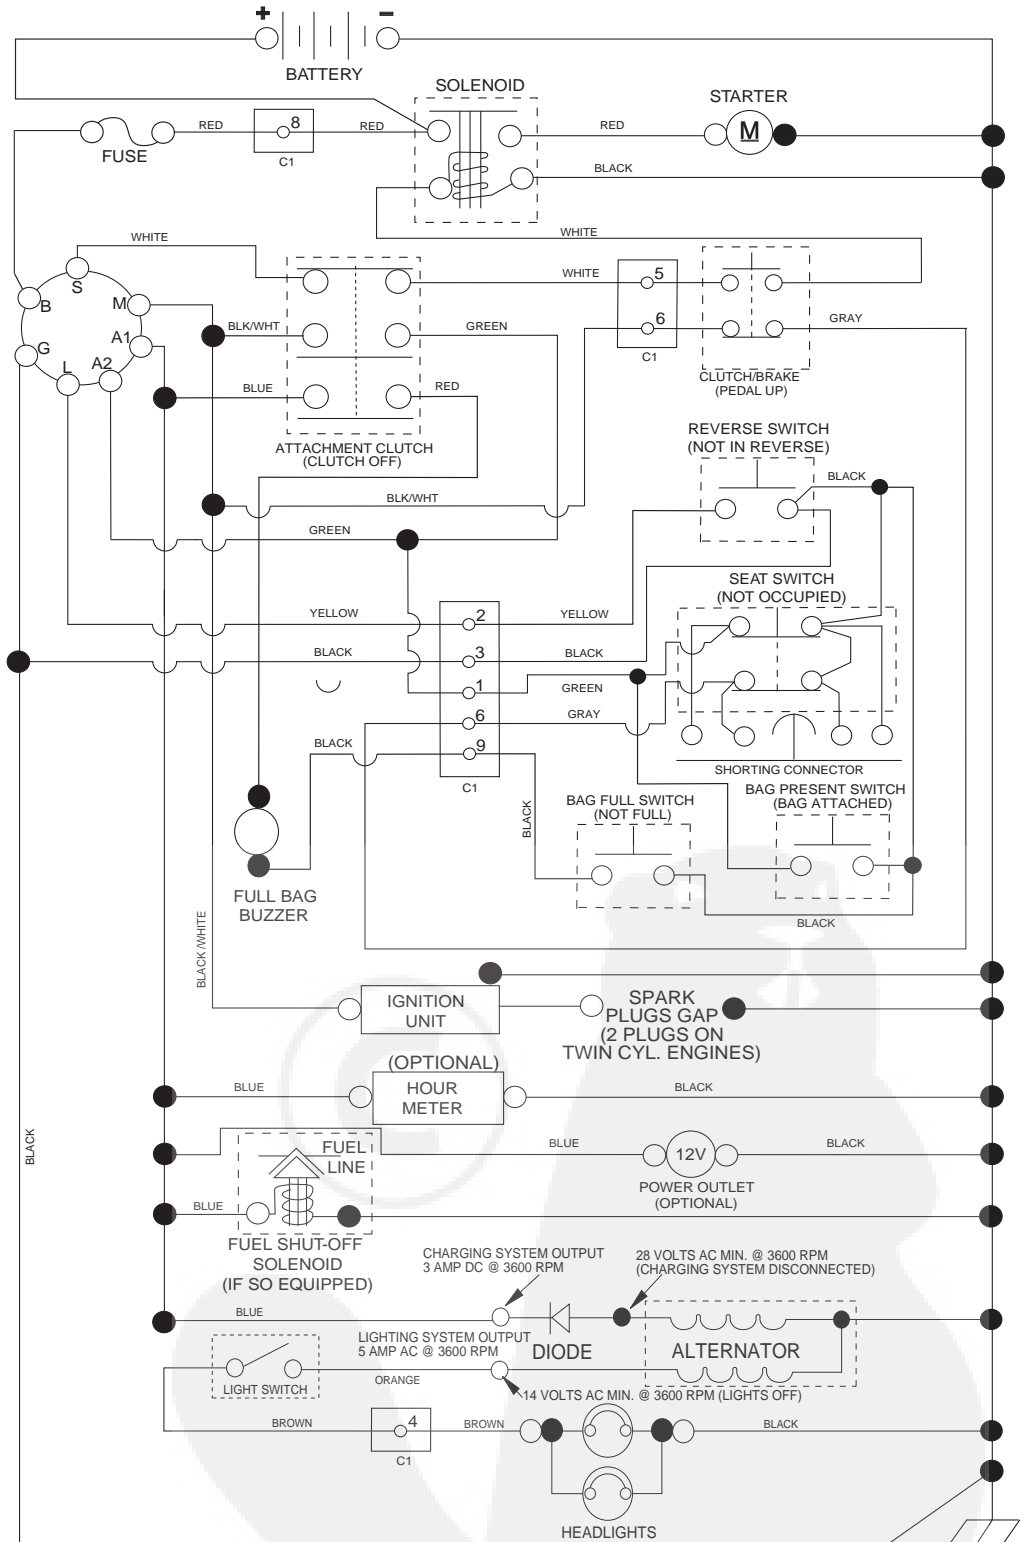 + −
BATTERY
SOLENOID
STARTER
RED
8
RED
RED
M
FUSE
C1
BLACK
WHITE
WHITE
S
WHITE
5
B
M
BLK/WHT
GREEN
6
GRAY
G
A1
C1
L
A2
BLUE
RED
CLUTCH/BRAKE
(PEDAL UP)
ATTACHMENT CLUTCH
(CLUTCH OFF)
REVERSE SWITCH
(NOT IN REVERSE)
BLACK
BLK/WHT
GREEN
SEAT SWITCH
(NOT OCCUPIED)
YELLOW
2
YELLOW
BLACK
3
BLACK
1
GREEN
6
GRAY
BLACK
9
C1
SHORTING CONNECTOR
BAG FULL SWITCH
(NOT FULL)
BAG PRESENT SWITCH
(BAG ATTACHED)
BLACK
FULL BAG
BUZZER
BLACK
BLACK/WHITE
IGNITION
UNIT
SPARK
PLUGS GAP
(2 PLUGS ON
TWIN CYL. ENGINES)
(OPTIONAL)
BLUE
HOUR
METER
BLACK
BLACK
FUEL
LINE
BLUE
12V
BLACK
POWER OUTLET
(OPTIONAL)
BLUE
FUEL SHUT-OFF
SOLENOID
(IF SO EQUIPPED)
CHARGING SYSTEM OUTPUT
3 AMP DC @ 3600 RPM
28 VOLTS AC MIN. @ 3600 RPM
(CHARGING SYSTEM DISCONNECTED)
BLUE
LIGHTING SYSTEM OUTPUT
5 AMP AC @ 3600 RPM
DIODE
ALTERNATOR
LIGHT SWITCH
ORANGE
14 VOLTS AC MIN. @ 3600 RPM (LIGHTS OFF)
BROWN
4
BROWN
BLACK
C1
HEADLIGHTS